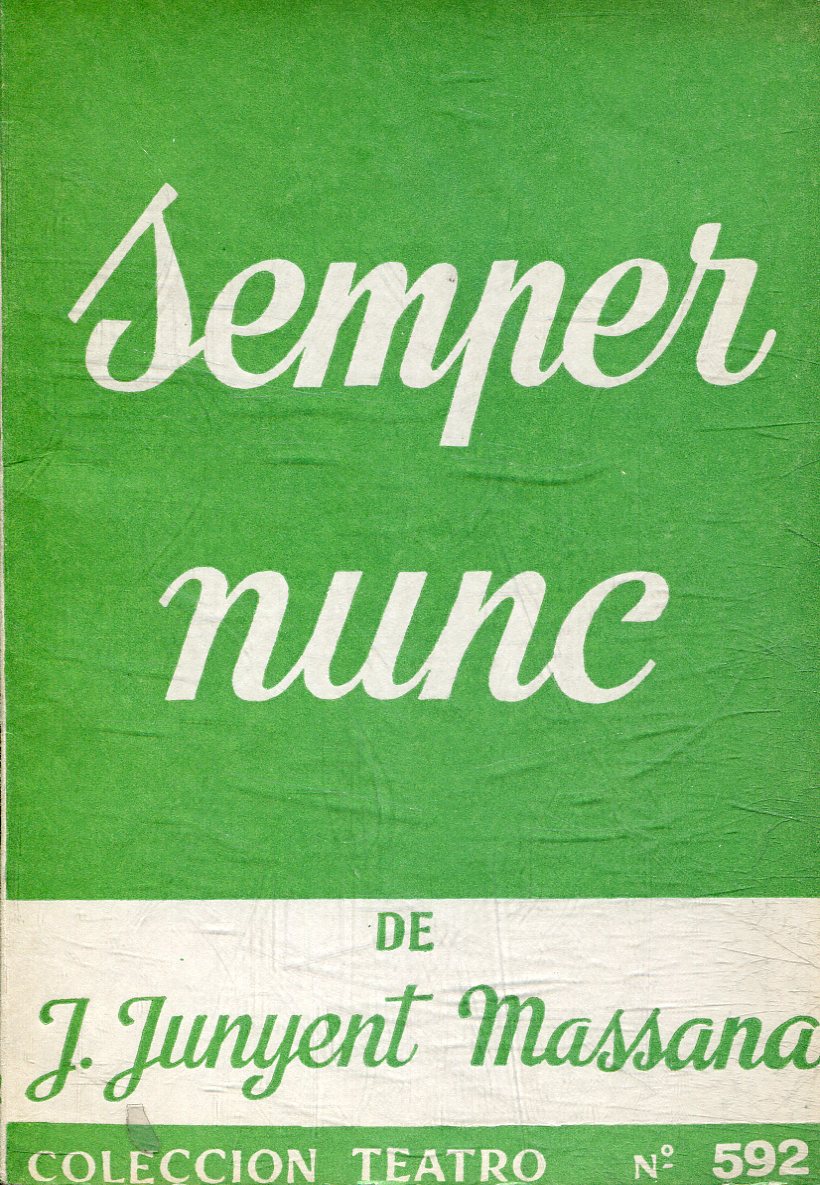 semper
nunc
DE
J. Junyent Massana
COLECCION TEATRO Nº 592